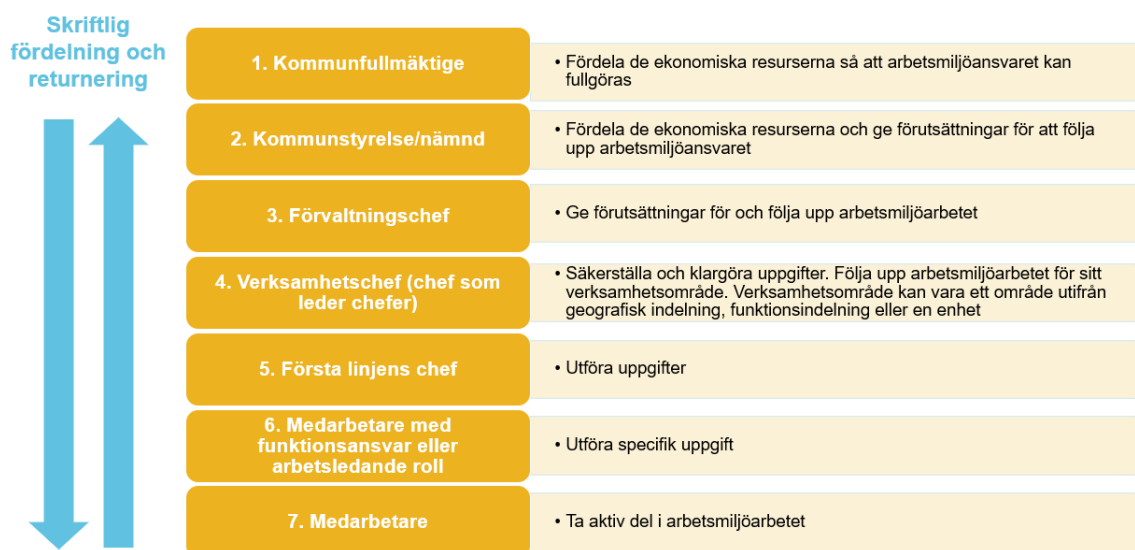 Skriftlig
fördelning och
returnering
1. Kommunfullmäktige
• Fördela de ekonomiska resurserna så att arbetsmiljöansvaret kan
fullgöras
2. Kommunstyrelse/nämnd
• Fördela de ekonomiska resurserna och ge förutsättningar för att följa
upp arbetsmiljöansvaret
3. Förvaltningschef
• Ge förutsättningar för och följa upp arbetsmiljöarbetet
4. Verksamhetschef (chef som
leder chefer)
• Säkerställa och klargöra uppgifter. Följa upp arbetsmiljöarbetet för sitt
verksamhetsområde. Verksamhetsområde kan vara ett område utifrån
geografisk indelning, funktionsindelning eller en enhet
5. Första linjens chef
• Utföra uppgifter
6. Medarbetare med
funktionsansvar eller
arbetsledande roll
• Utföra specifik uppgift
7. Medarbetare
• Ta aktiv del i arbetsmiljöarbetet